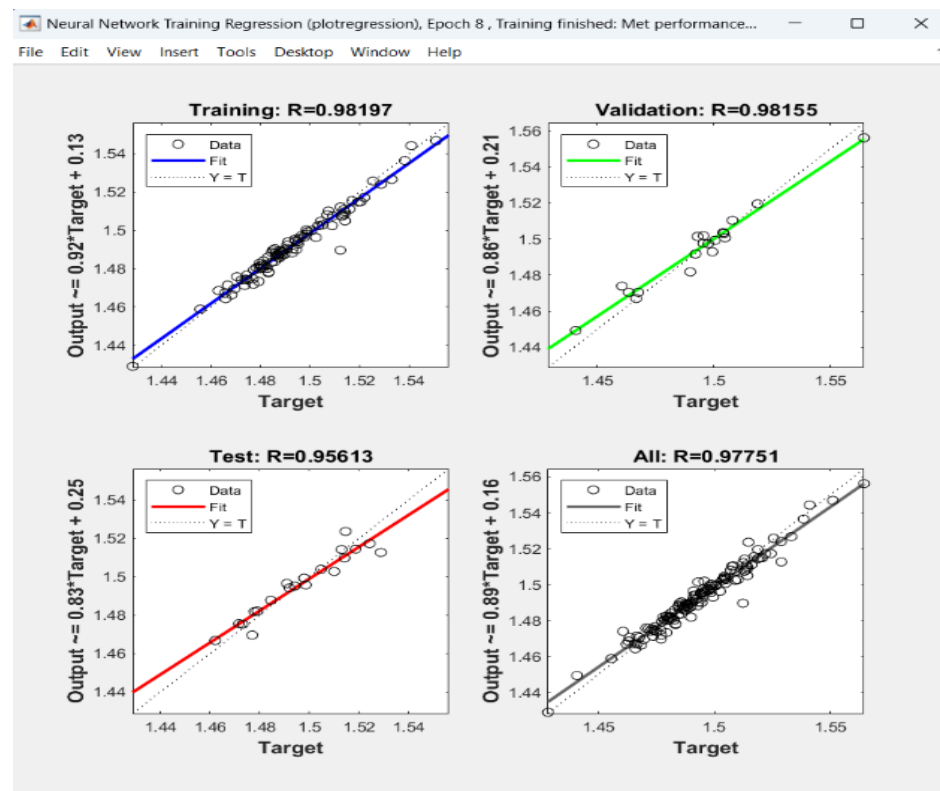 Neural Network Training Regression (plotregression), Epoch 8 , Training finished: Met performance...
File Edit View Insert Tools Desktop Window Help
Training: R=0.98197
Output ~= 0.92*Target + 0.13
1.54
1.52
1.5
1.48
1.46
1.44
Data
Fit
Y = T
1.44 1.46 1.48 1.5 1.52 1.54
Target
Validation: R=0.98155
Output ~= 0.86*Target + 0.21
1.56
1.54
1.52
1.5
1.48
1.46
1.44
Data
Fit
Y = T
1.45 1.5 1.55
Target
Test: R=0.95613
Output ~= 0.83*Target + 0.25
1.54
1.52
1.5
1.48
1.46
1.44
Data
Fit
Y = T
1.44 1.46 1.48 1.5 1.52 1.54
Target
All: R=0.97751
Output ~= 0.89*Target + 0.16
1.56
1.54
1.52
1.5
1.48
1.46
1.44
Data
Fit
Y = T
1.45 1.5 1.55
Target